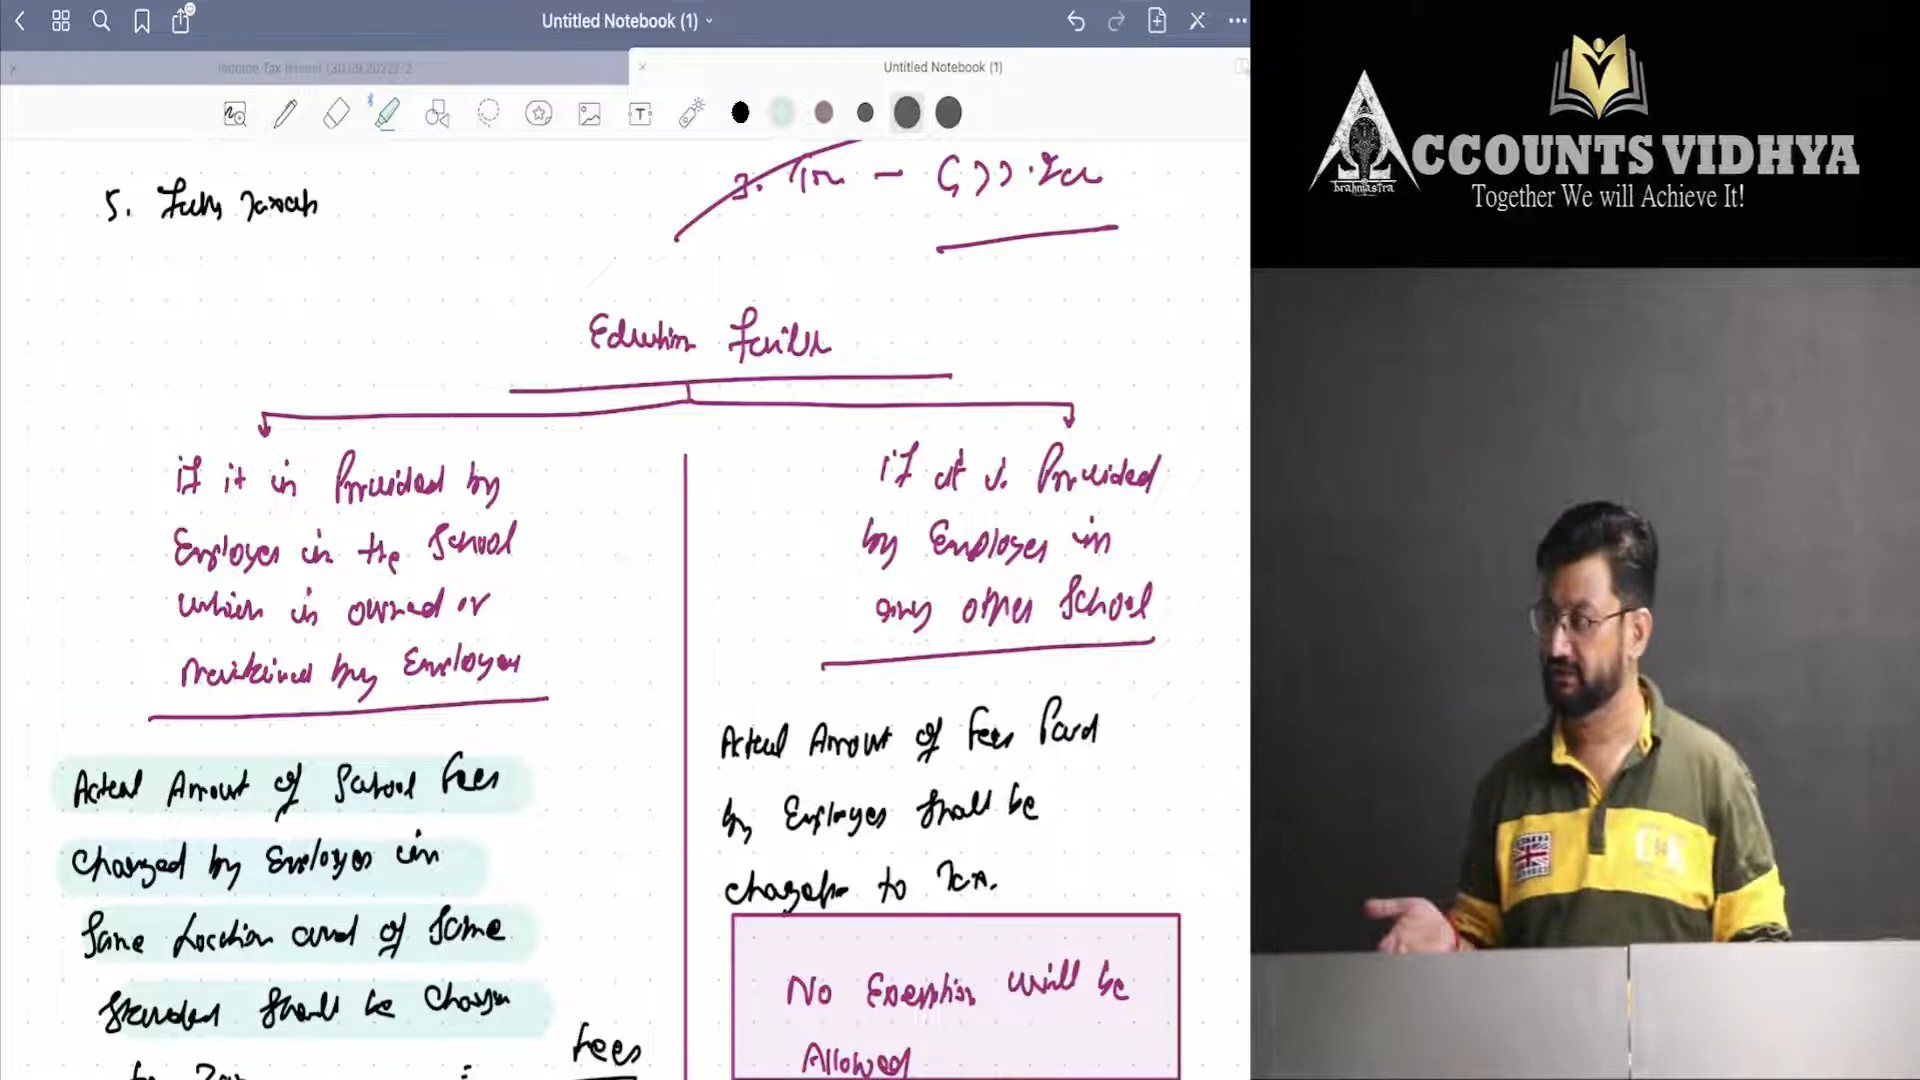 Untitled Notebook (1)
Untitled Notebook (1)
5. Fully Taxable
Education Facility
If it is Provided by
Employer in the School
which is owned or
maintained by Employer
If it is Provided
by Employer in
any other School
Actual Amount of School Fees
Charged by Employer in
Same Location and of Same
Standard Shall be Charge
to Tax
Fees
Actual Amount of Fees Paid
by Employer Shall be
chargeable to Tax.
No Exemption will be
Allowed
ACCOUNTS VIDHYA
brahmastra
Together We will Achieve It!